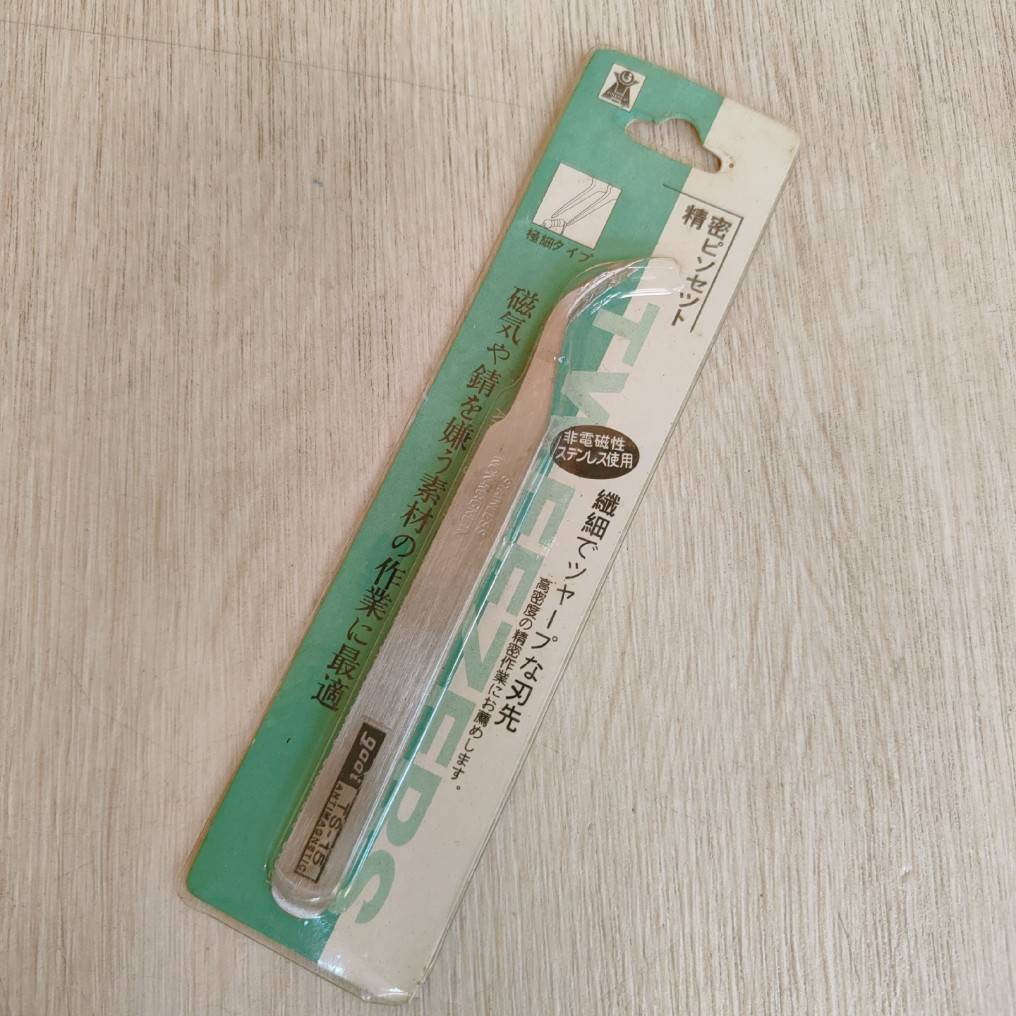 極細タイプ
精密ピンセット
TWEEZERS
磁気や錆を嫌う素材の作業に最適
非電磁性
ステンレス使用
繊細でシャープな刃先
高密度の精密作業にお薦めします。
goot
TS-15
ANTIMAGNETIC